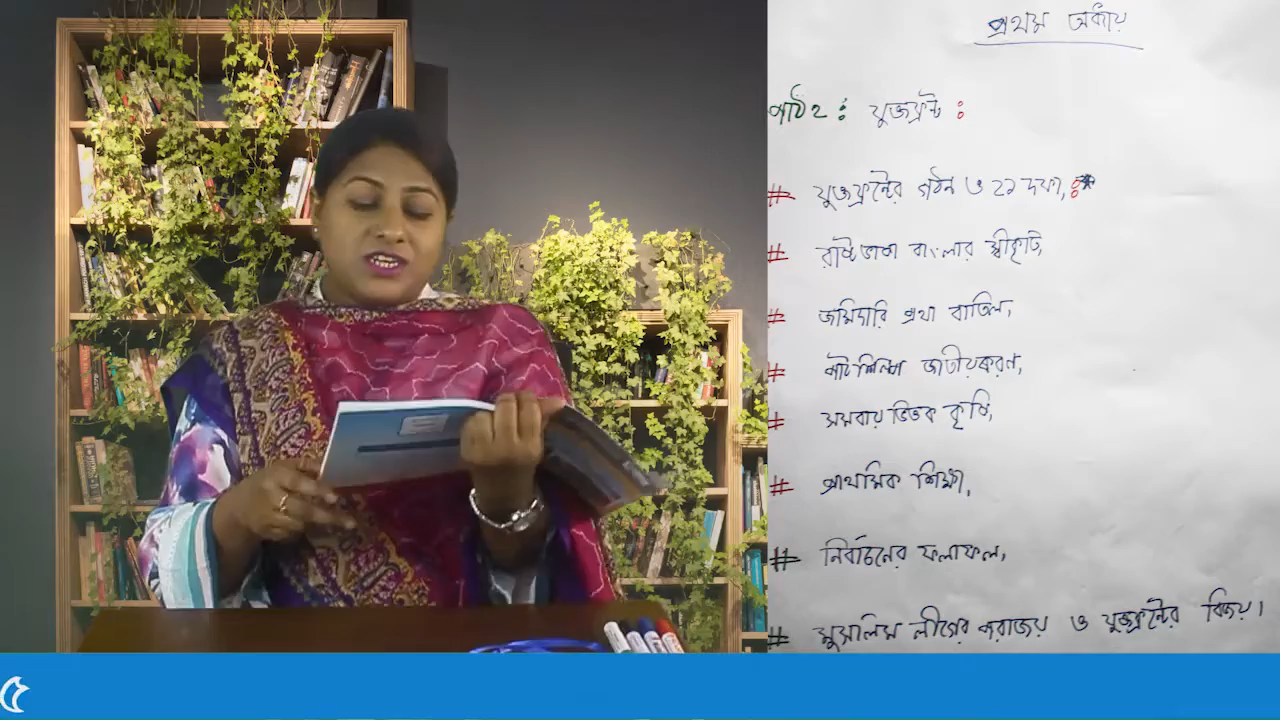 প্রথম অধ্যায়
পাঠ ২ : যুক্তফ্রন্ট :
# যুক্তফ্রন্টের গঠন ও ২১ দফা,
# রাষ্ট্রভাষা বাংলার স্বীকৃতি,
# জমিদারি প্রথা বাতিল,
# পাটশিল্প জাতীয়করণ,
# সমবায় ভিত্তিক কৃষি,
# প্রাথমিক শিক্ষা,
# নির্বাচনের ফলাফল,
# মুসলিম লীগের পরাজয় ও যুক্তফ্রন্টের বিজয়।